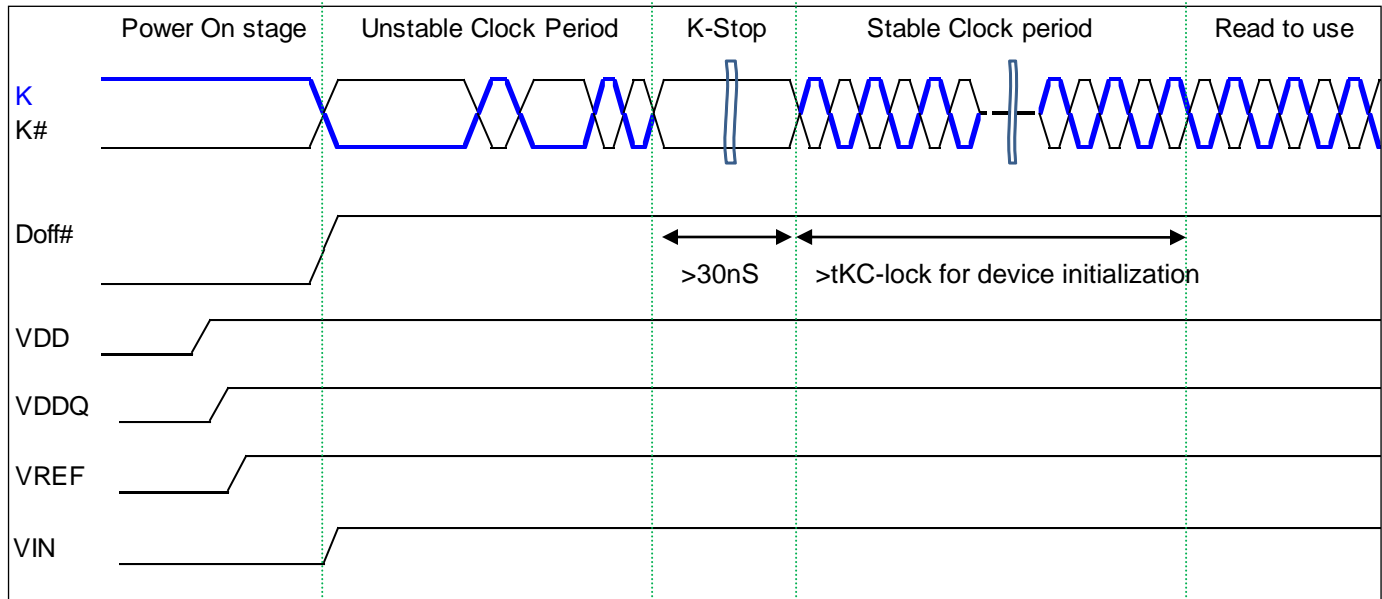 Power On stage Unstable Clock Period K-Stop Stable Clock period Read to use
K
K#
Doff#
>30nS >tKC-lock for device initialization
VDD
VDDQ
VREF
VIN